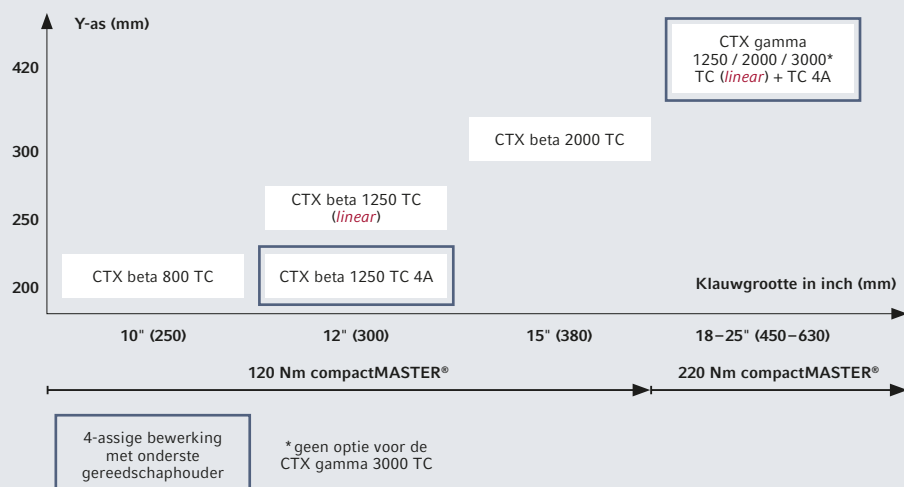 Y-as (mm)
420
300
250
200
CTX gamma
1250 / 2000 / 3000*
TC (linear) + TC 4A
CTX beta 2000 TC
CTX beta 1250 TC
(linear)
CTX beta 800 TC
CTX beta 1250 TC 4A
Klauwgrootte in inch (mm)
10" (250)
12" (300)
15" (380)
18–25" (450–630)
120 Nm compactMASTER®
220 Nm compactMASTER®
4-assige bewerking
met onderste
gereedschaphouder
* geen optie voor de
CTX gamma 3000 TC